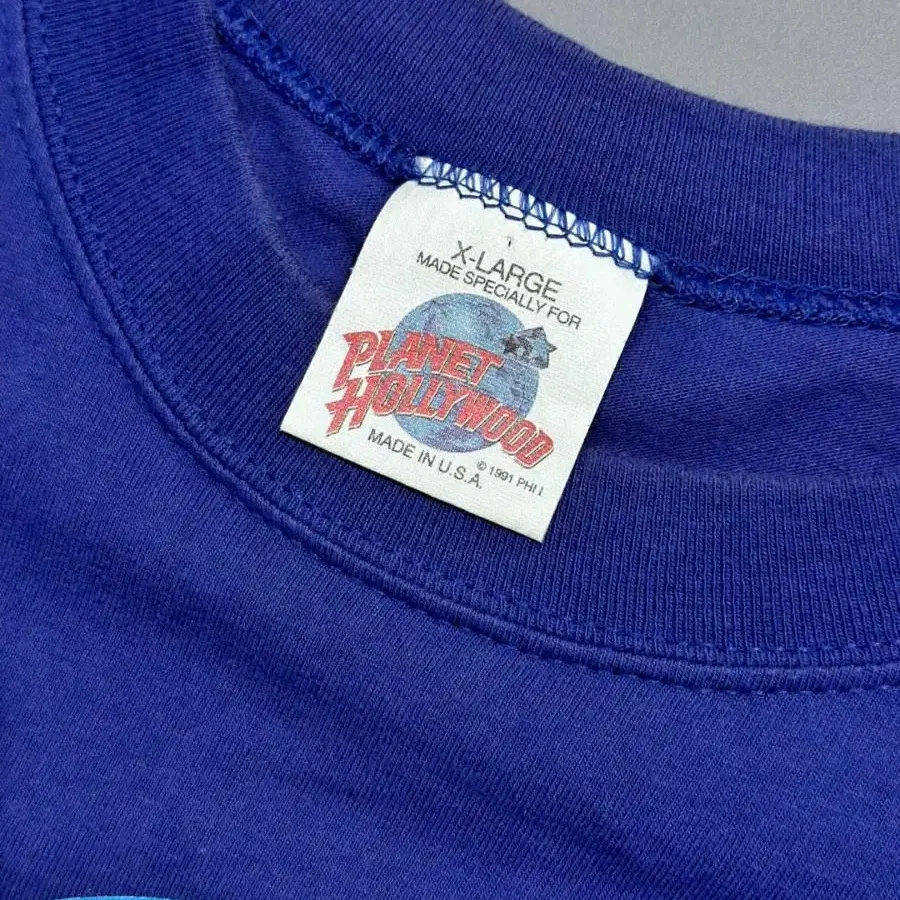 X-LARGE
MADE SPECIALLY FOR
PLANET
HOLLYWOOD
MADE IN U.S.A.
© 1991 PHI